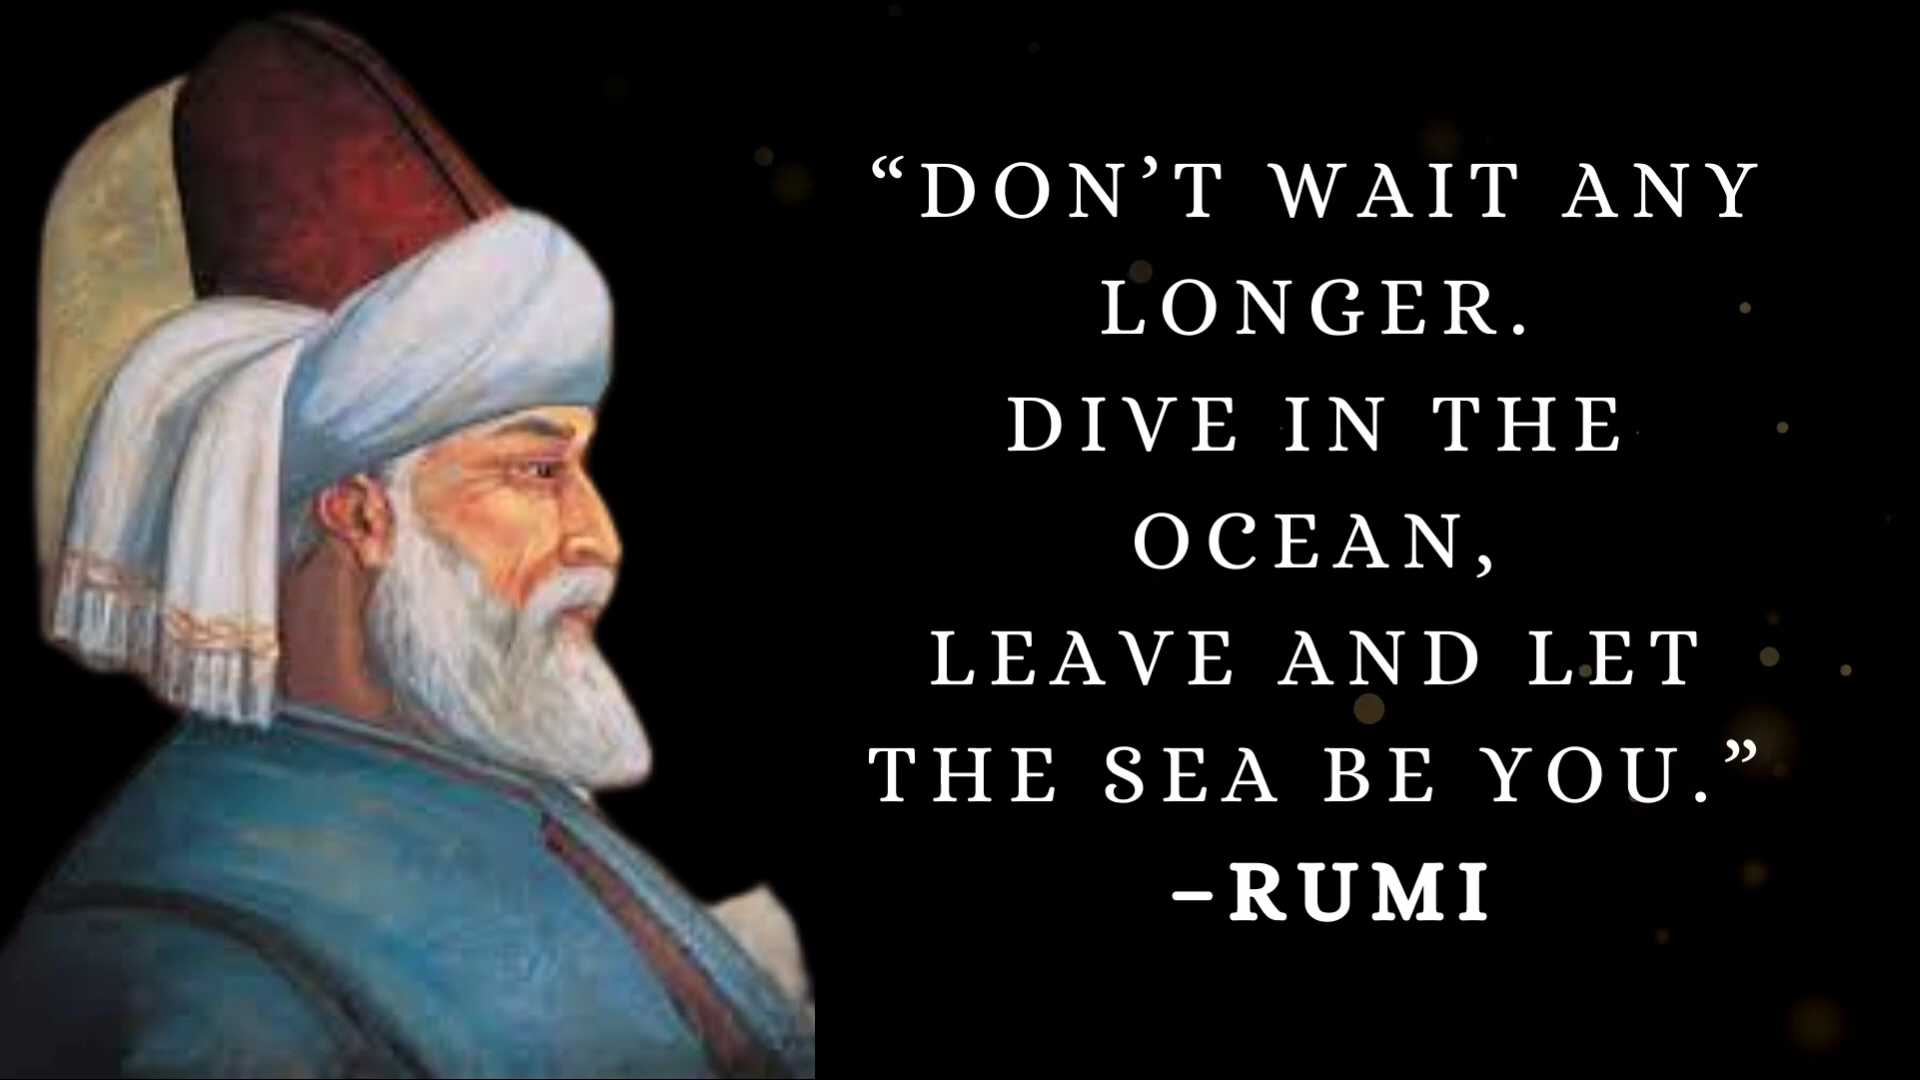 “DON’T WAIT ANY
LONGER.
DIVE IN THE
OCEAN,
LEAVE AND LET
THE SEA BE YOU.”
–RUMI